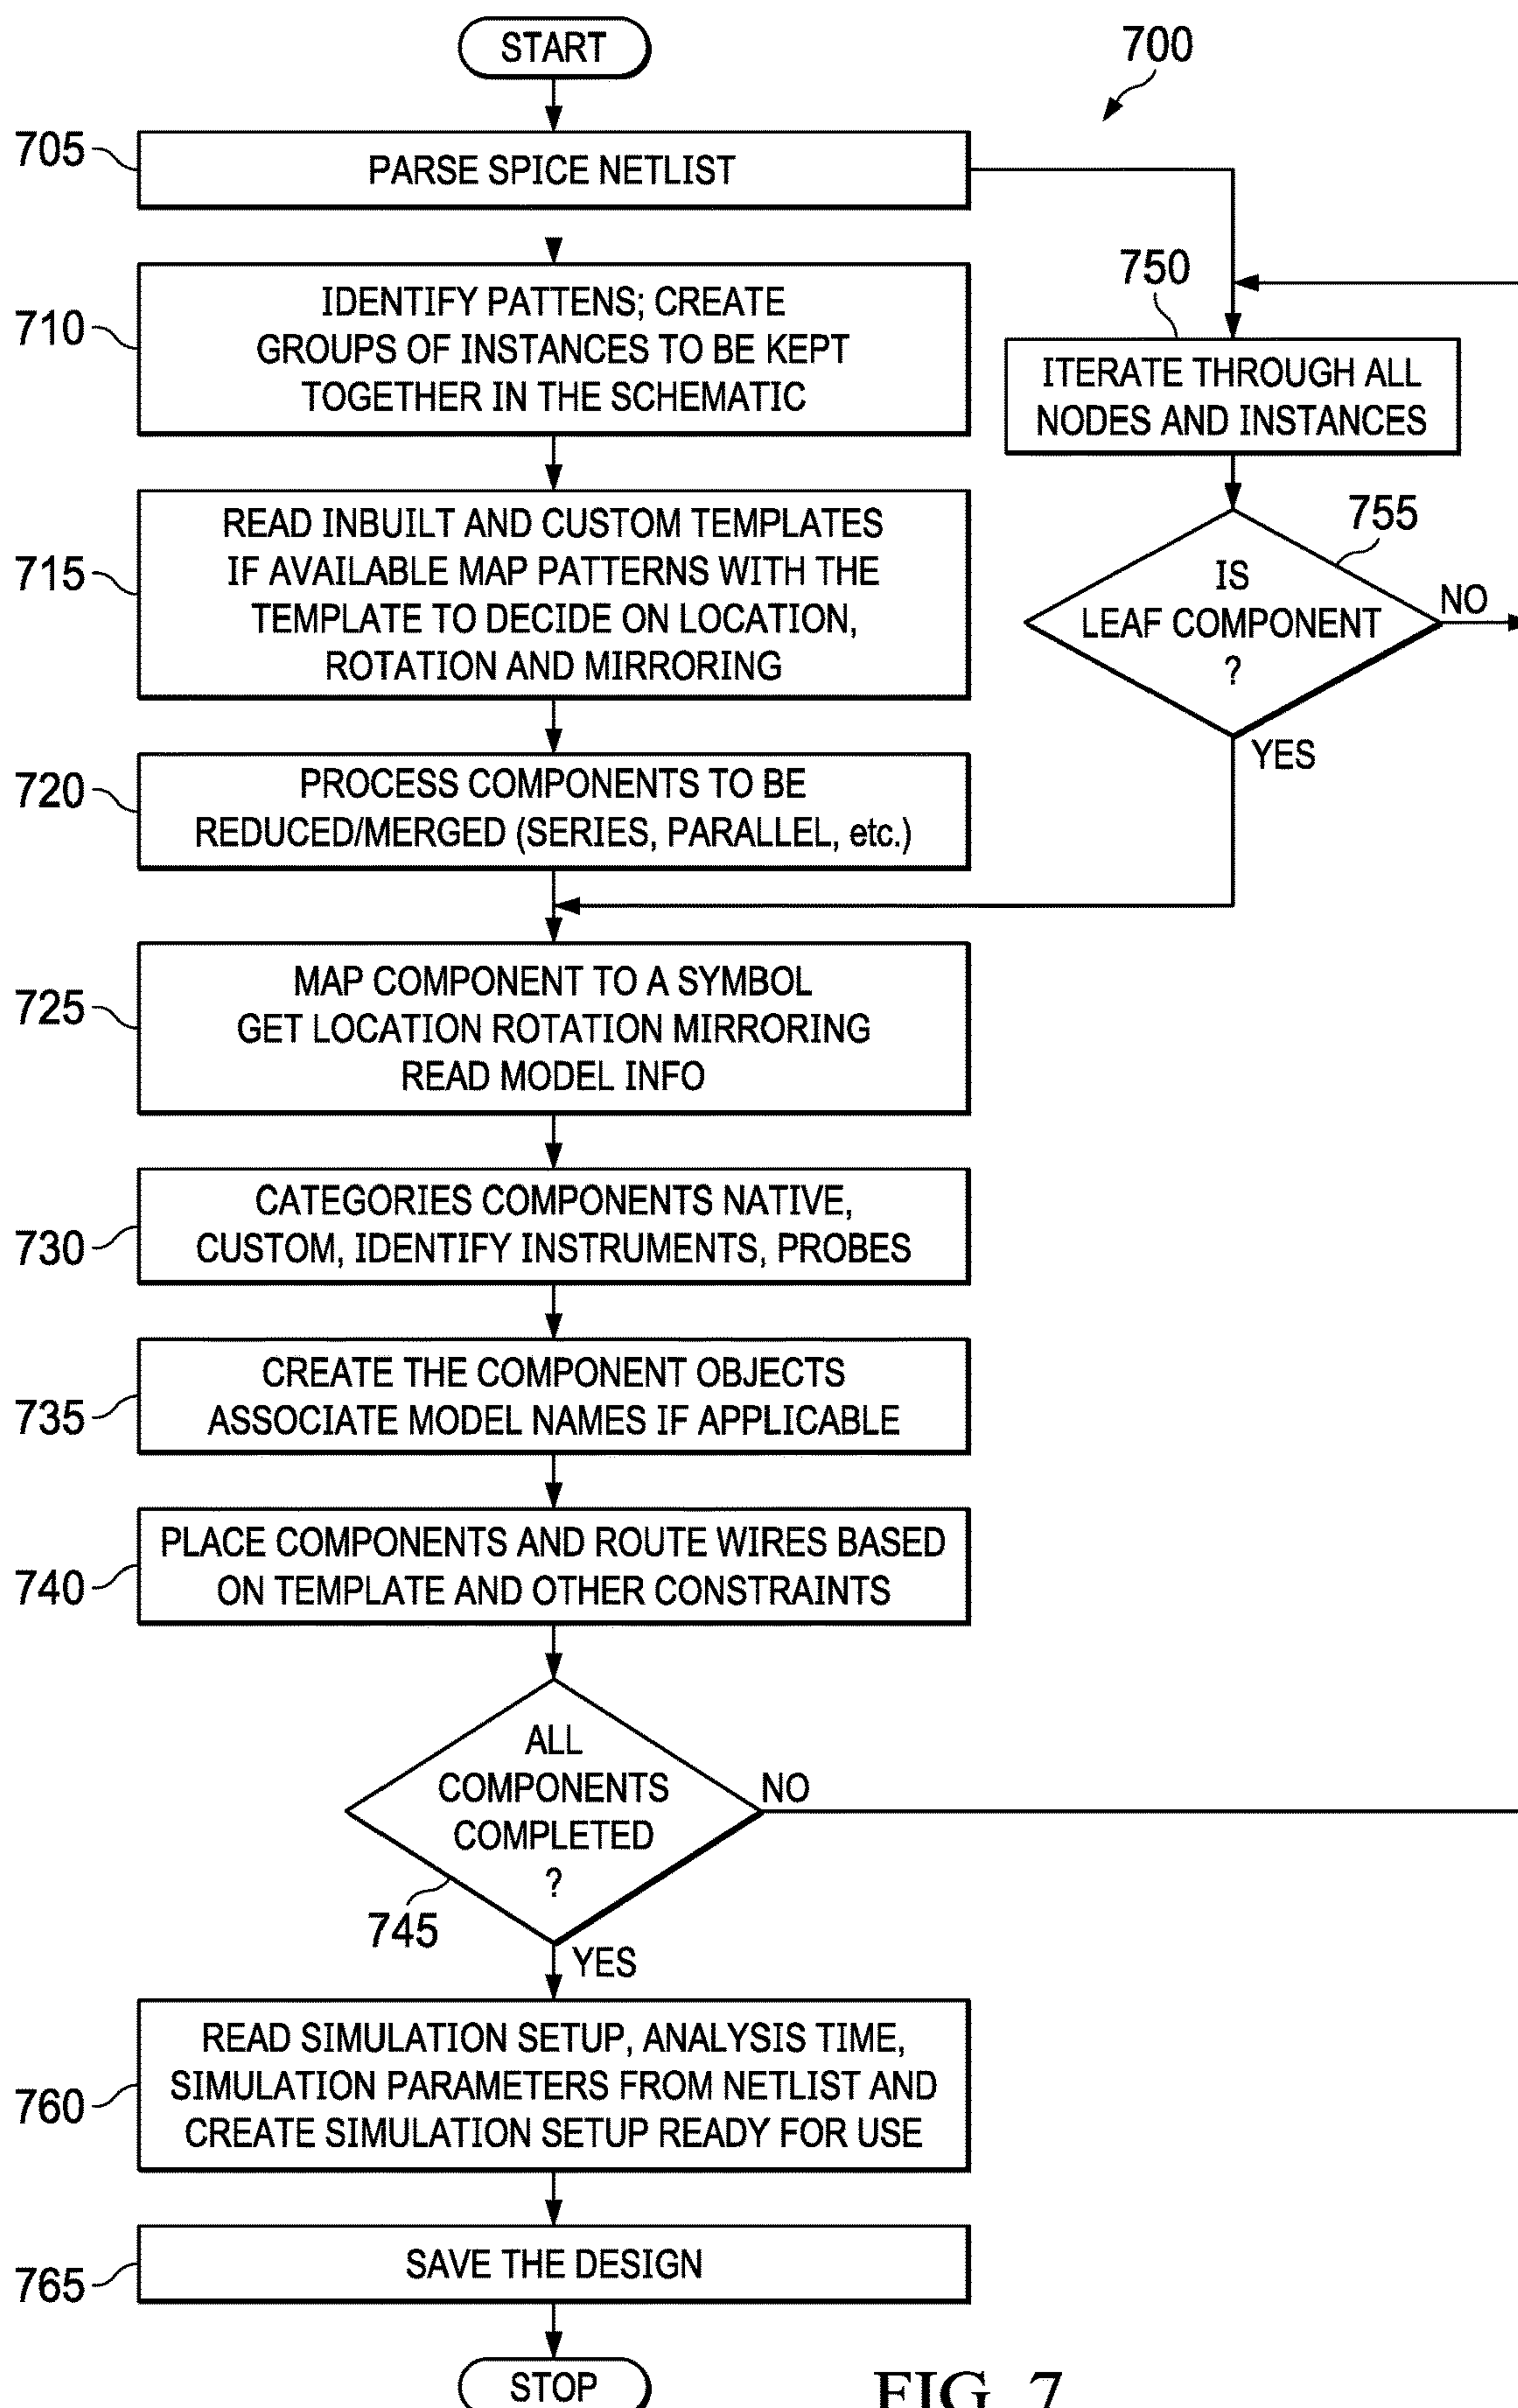 START
700
705
PARSE SPICE NETLIST
710
IDENTIFY PATTENS; CREATE
GROUPS OF INSTANCES TO BE KEPT
TOGETHER IN THE SCHEMATIC
750
ITERATE THROUGH ALL
NODES AND INSTANCES
715
READ INBUILT AND CUSTOM TEMPLATES
IF AVAILABLE MAP PATTERNS WITH THE
TEMPLATE TO DECIDE ON LOCATION,
ROTATION AND MIRRORING
755
IS
LEAF COMPONENT
?
NO
YES
720
PROCESS COMPONENTS TO BE
REDUCED/MERGED (SERIES, PARALLEL, etc.)
725
MAP COMPONENT TO A SYMBOL
GET LOCATION ROTATION MIRRORING
READ MODEL INFO
730
CATEGORIES COMPONENTS NATIVE,
CUSTOM, IDENTIFY INSTRUMENTS, PROBES
735
CREATE THE COMPONENT OBJECTS
ASSOCIATE MODEL NAMES IF APPLICABLE
740
PLACE COMPONENTS AND ROUTE WIRES BASED
ON TEMPLATE AND OTHER CONSTRAINTS
ALL
COMPONENTS
COMPLETED
?
NO
745
YES
760
READ SIMULATION SETUP, ANALYSIS TIME,
SIMULATION PARAMETERS FROM NETLIST AND
CREATE SIMULATION SETUP READY FOR USE
765
SAVE THE DESIGN
STOP
FIG. 7